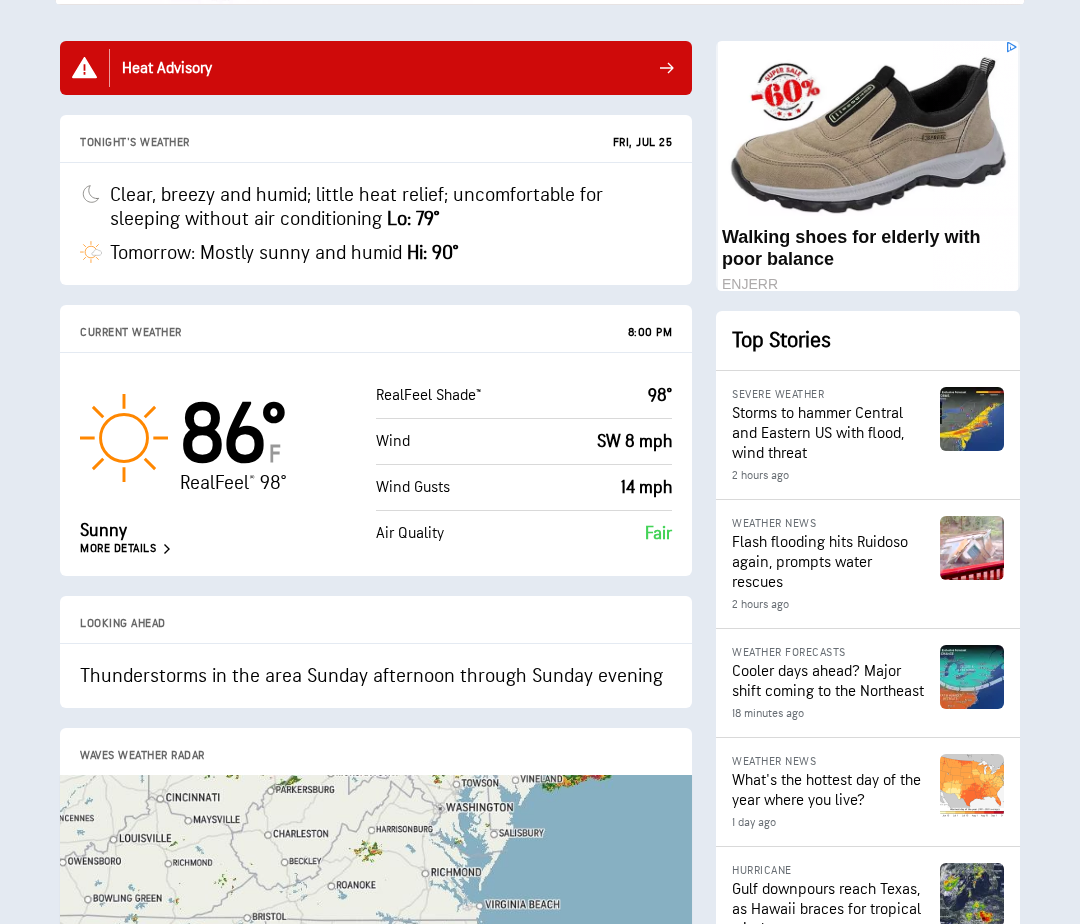 Heat Advisory
TONIGHT'S WEATHER
FRI, JUL 25
Clear, breezy and humid; little heat relief; uncomfortable for
sleeping without air conditioning Lo: 79°
Tomorrow: Mostly sunny and humid Hi: 90°
CURRENT WEATHER
8:00 PM
86°
F
RealFeel® 98°
Sunny
MORE DETAILS
RealFeel Shade™
98°
Wind
SW 8 mph
Wind Gusts
14 mph
Air Quality
Fair
LOOKING AHEAD
Thunderstorms in the area Sunday afternoon through Sunday evening
WAVES WEATHER RADAR
PARKERSBURG
TOWSON
VINELAND
CINCINNATI
WASHINGTON
NCENNES
MAYSVILLE
LOUISVILLE
CHARLESTON
HARRISONBURG
SALISBURY
OWENSBORO
RICHMOND
BECKLEY
RICHMOND
ROANOKE
BOWLING GREEN
VIRGINIA BEACH
BRISTOL
SUPER SALE
-60%
Walking shoes for elderly with
poor balance
ENJERR
Top Stories
SEVERE WEATHER
Storms to hammer Central
and Eastern US with flood,
wind threat
2 hours ago
WEATHER NEWS
Flash flooding hits Ruidoso
again, prompts water
rescues
2 hours ago
WEATHER FORECASTS
Cooler days ahead? Major
shift coming to the Northeast
18 minutes ago
WEATHER NEWS
What's the hottest day of the
year where you live?
1 day ago
HURRICANE
Gulf downpours reach Texas,
as Hawaii braces for tropical